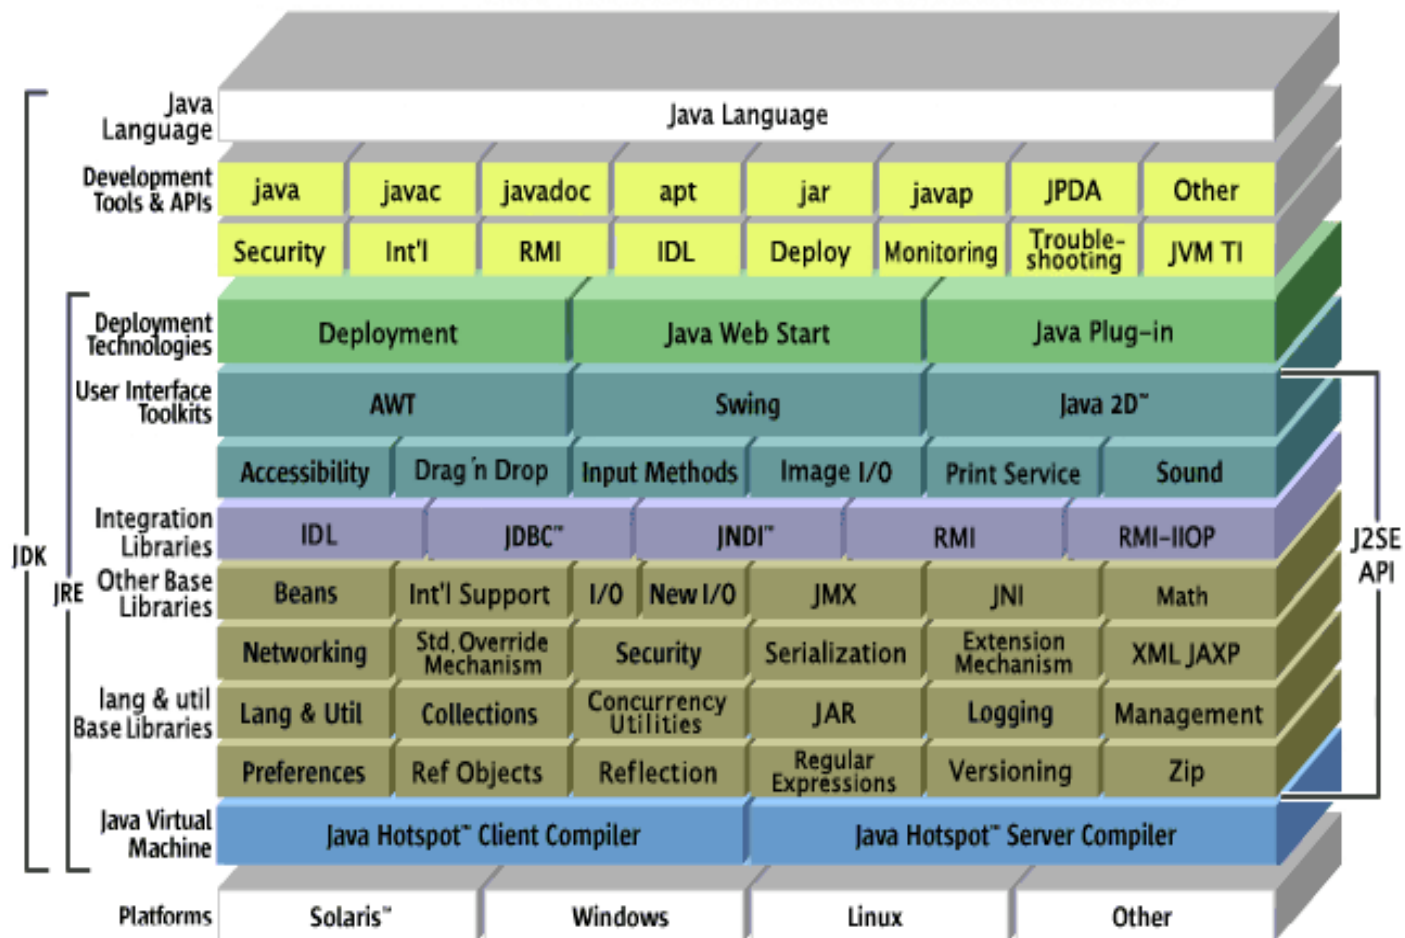 Java
Language
Java Language
Development
Tools & APIs
java
javac
javadoc
apt
jar
javap
JPDA
Other
Security
Int'l
RMI
IDL
Deploy
Monitoring
Trouble-
shooting
JVM TI
Deployment
Technologies
Deployment
Java Web Start
Java Plug-in
User Interface
Toolkits
AWT
Swing
Java 2D™
Accessibility
Drag 'n Drop
Input Methods
Image I/O
Print Service
Sound
Integration
Libraries
IDL
JDBC™
JNDI™
RMI
RMI-IIOP
JDK
JRE
J2SE
API
Other Base
Libraries
Beans
Int'l Support
I/O
New I/O
JMX
JNI
Math
Networking
Std. Override
Mechanism
Security
Serialization
Extension
Mechanism
XML JAXP
lang & util
Base Libraries
Lang & Util
Collections
Concurrency
Utilities
JAR
Logging
Management
Preferences
Ref Objects
Reflection
Regular
Expressions
Versioning
Zip
Java Virtual
Machine
Java Hotspot™ Client Compiler
Java Hotspot™ Server Compiler
Platforms
Solaris™
Windows
Linux
Other